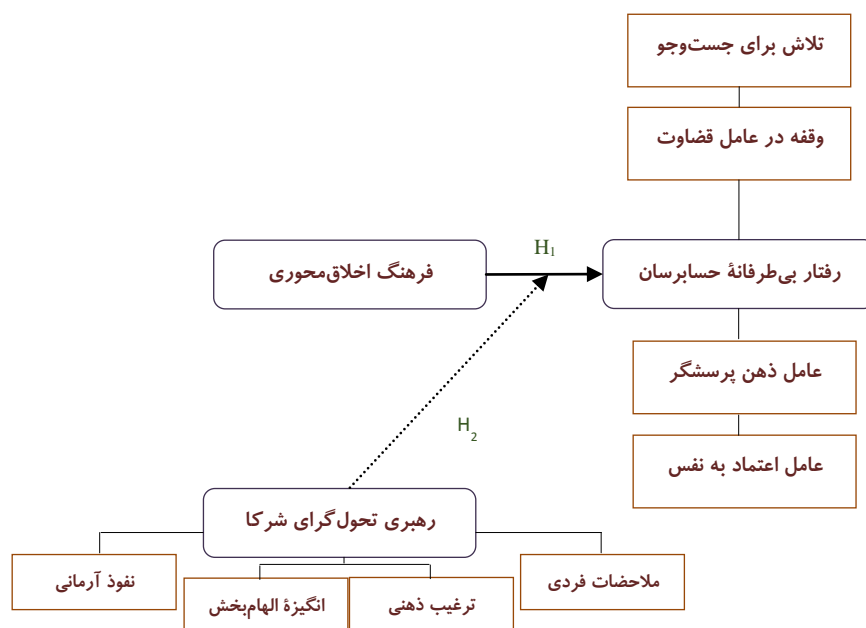 تلاش برای جست‌وجو
وقفه در عامل قضاوت
H1
فرهنگ اخلاق‌محوری
رفتار بی‌طرفانهٔ حسابرسان
عامل ذهن پرسشگر
H2
عامل اعتماد به نفس
رهبری تحول‌گرای شرکا
ملاحضات فردی
ترغیب ذهنی
انگیزهٔ الهام‌بخش
نفوذ آرمانی